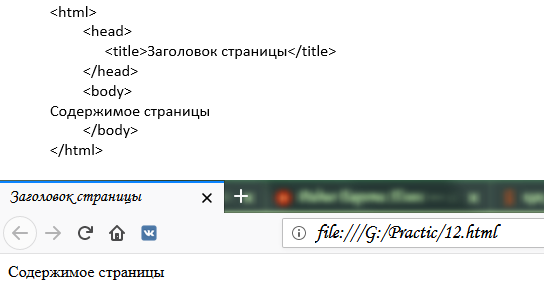 <html>
<head>
<title>Заголовок страницы</title>
</head>
<body>
Содержимое страницы
</body>
</html>
Заголовок страницы
file:///G:/Practic/12.html
Содержимое страницы